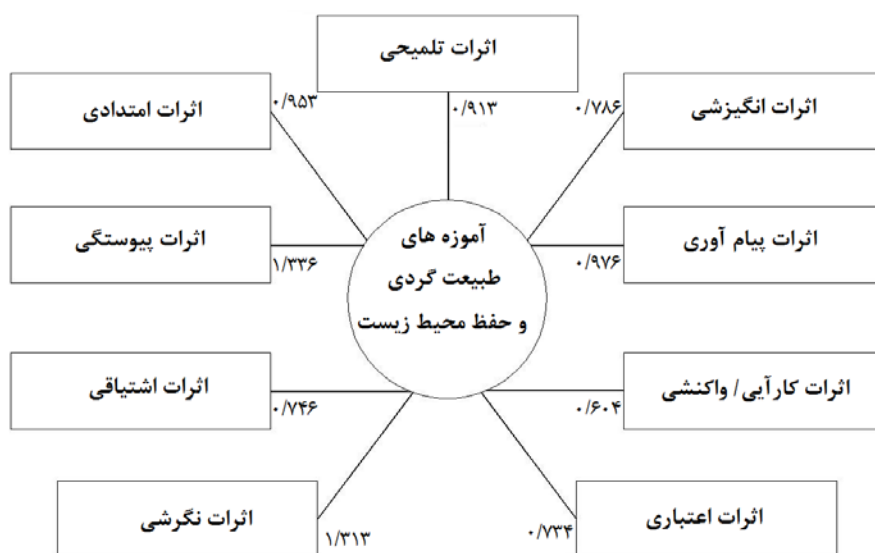 اثرات تلمیحی
۰/۹۱۳
اثرات انگیزشی
۰/۷۸۶
اثرات امتدادی
۰/۹۵۳
اثرات پیام آوری
۰/۹۷۶
اثرات پیوستگی
۱/۳۳۶
آموزه های
طبیعت گردی
و حفظ محیط زیست
اثرات کارآیی/ واکنشی
۰/۶۰۴
اثرات اشتیاقی
۰/۷۴۶
اثرات اعتباری
۰/۷۳۴
اثرات نگرشی
۱/۳۱۳